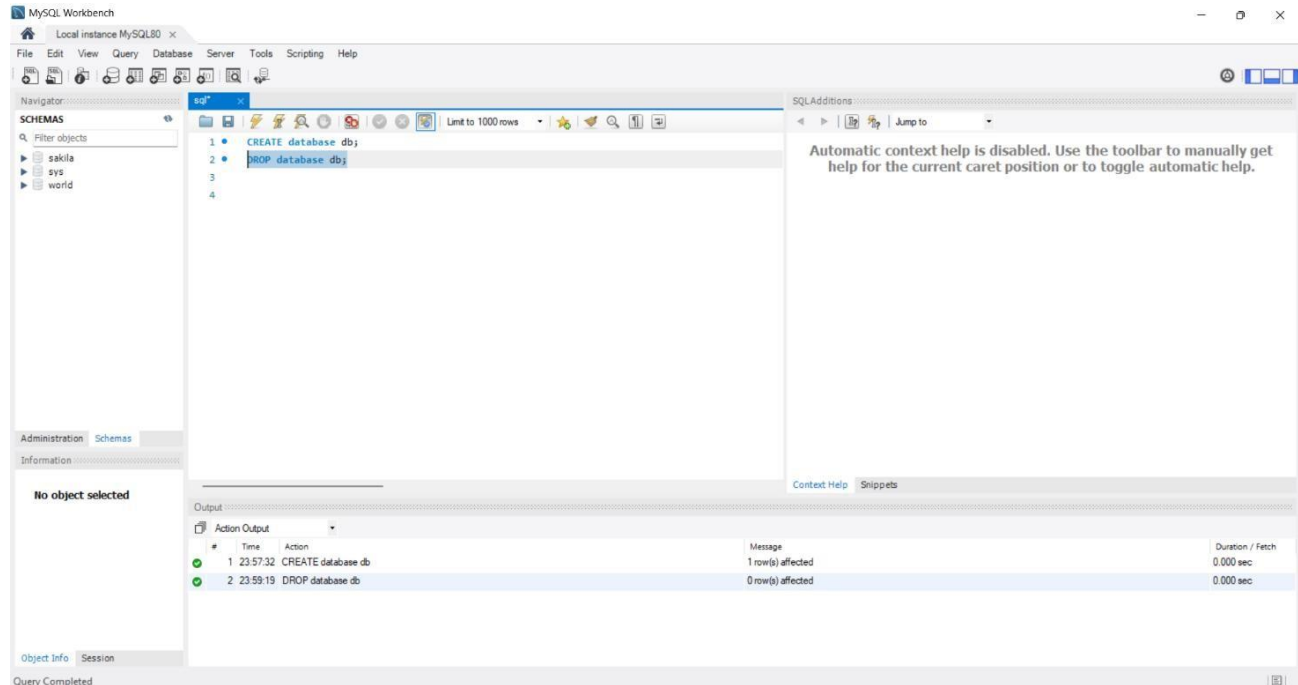 MySQL Workbench
Local instance MySQL80
File Edit View Query Database Server Tools Scripting Help
Navigator
SCHEMAS
Filter objects
sakila
sys
world
Administration Schemas
Information
No object selected
Object Info Session
sql*
Limit to 1000 rows
1 CREATE database db;
2 DROP database db;
3
4
SQLAdditions
Jump to
Automatic context help is disabled. Use the toolbar to manually get
help for the current caret position or to toggle automatic help.
Context Help Snippets
Output
Action Output
# Time Action Message Duration / Fetch
1 23:57:32 CREATE database db 1 row(s) affected 0.000 sec
2 23:59:19 DROP database db 0 row(s) affected 0.000 sec
Query Completed